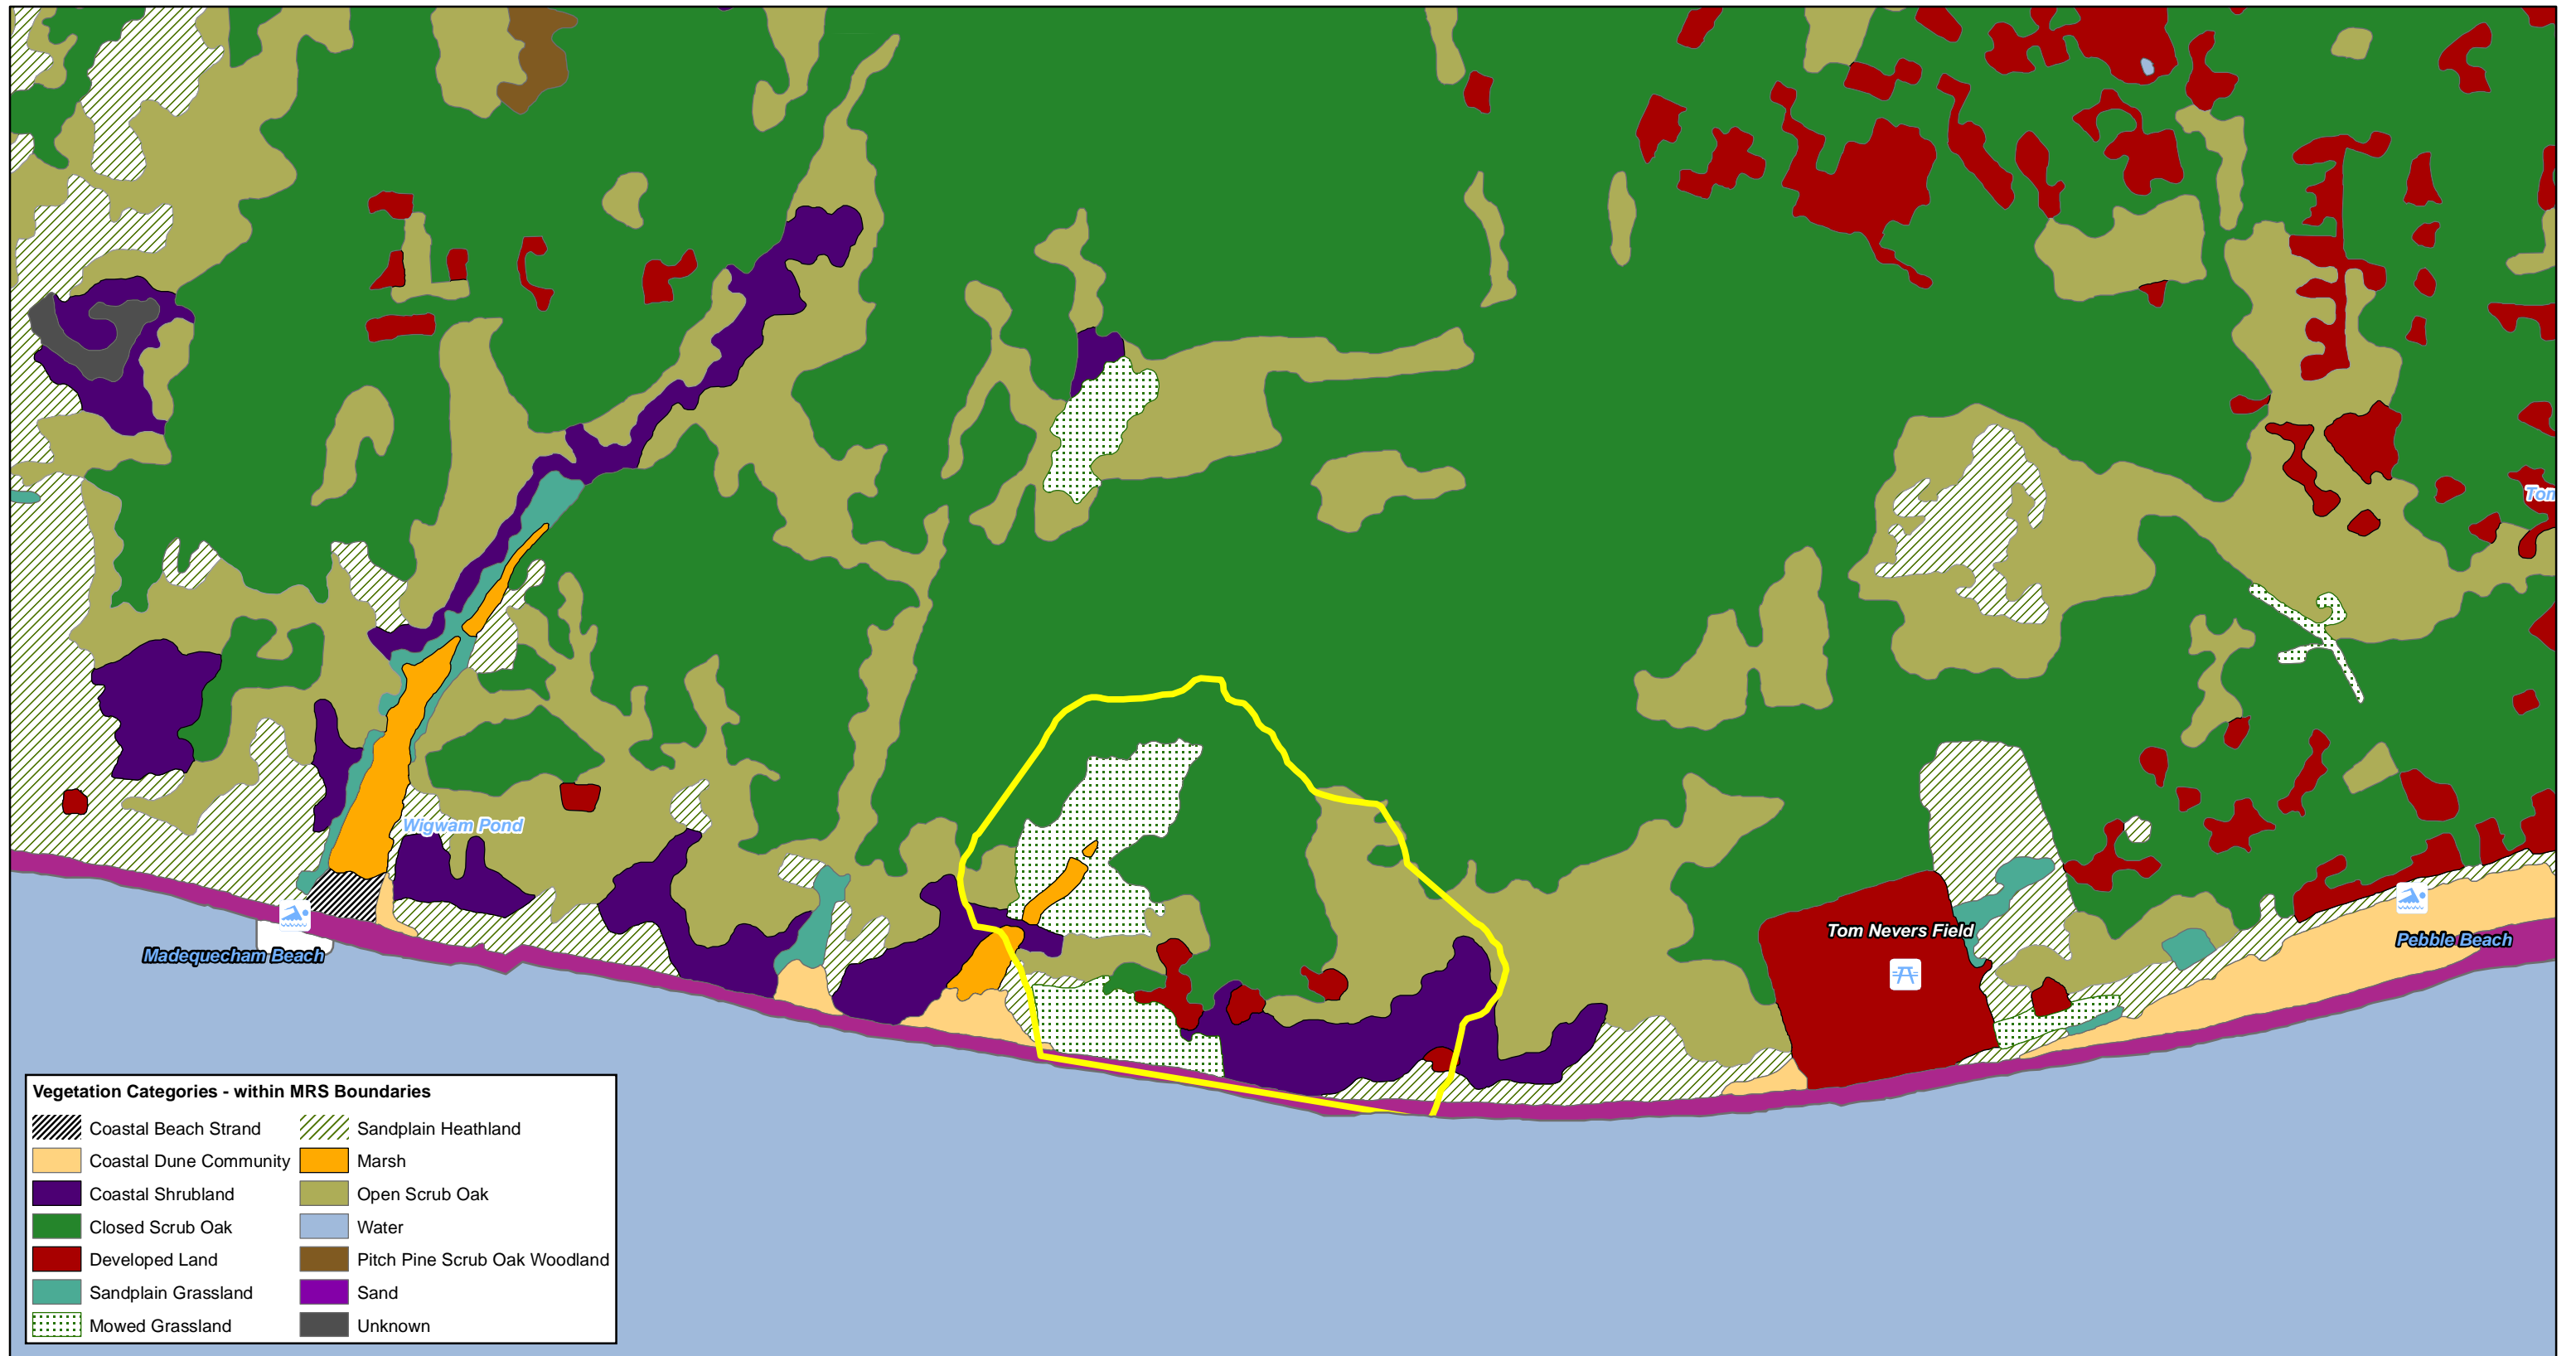 Ton
Wigwam Pond
Tom Nevers Field
Pebble Beach
Madequecham Beach
Vegetation Categories - within MRS Boundaries
Coastal Beach Strand
Coastal Dune Community
Coastal Shrubland
Closed Scrub Oak
Developed Land
Sandplain Grassland
Mowed Grassland
Sandplain Heathland
Marsh
Open Scrub Oak
Water
Pitch Pine Scrub Oak Woodland
Sand
Unknown